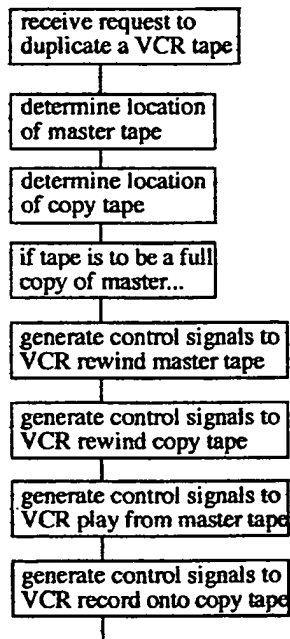 receive request to
duplicate a VCR tape
determine location
of master tape
determine location
of copy tape
if tape is to be a full
copy of master...
generate control signals to
VCR rewind master tape
generate control signals to
VCR rewind copy tape
generate control signals to
VCR play from master tape
generate control signals to
VCR record onto copy tape